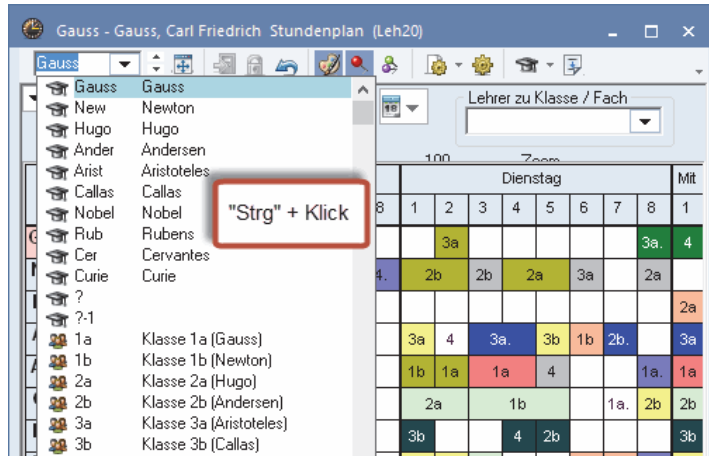 Gauss - Gauss, Carl Friedrich Stundenplan (Leh20)
Gauss
Gauss Gauss
New Newton
Hugo Hugo
Ander Andersen
Arist Aristoteles
Callas Callas
Nobel Nobel
Rub Rubens
Cer Cervantes
Curie Curie
?
?-1
1a Klasse 1a (Gauss)
1b Klasse 1b (Newton)
2a Klasse 2a (Hugo)
2b Klasse 2b (Andersen)
3a Klasse 3a (Aristoteles)
3b Klasse 3b (Callas)
"Strg" + Klick
18
Lehrer zu Klasse / Fach
100 Zoom
Dienstag Mit
8 1 2 3 4 5 6 7 8 1
3a 3a. 4
4. 2b 2b 2a 3a 2a
2a
3a 4 3a. 3b 1b 2b. 3a
1b 1a 1a 4 1a. 1a
2a 1b 1a. 2b 2b
3b 4 2b 3b